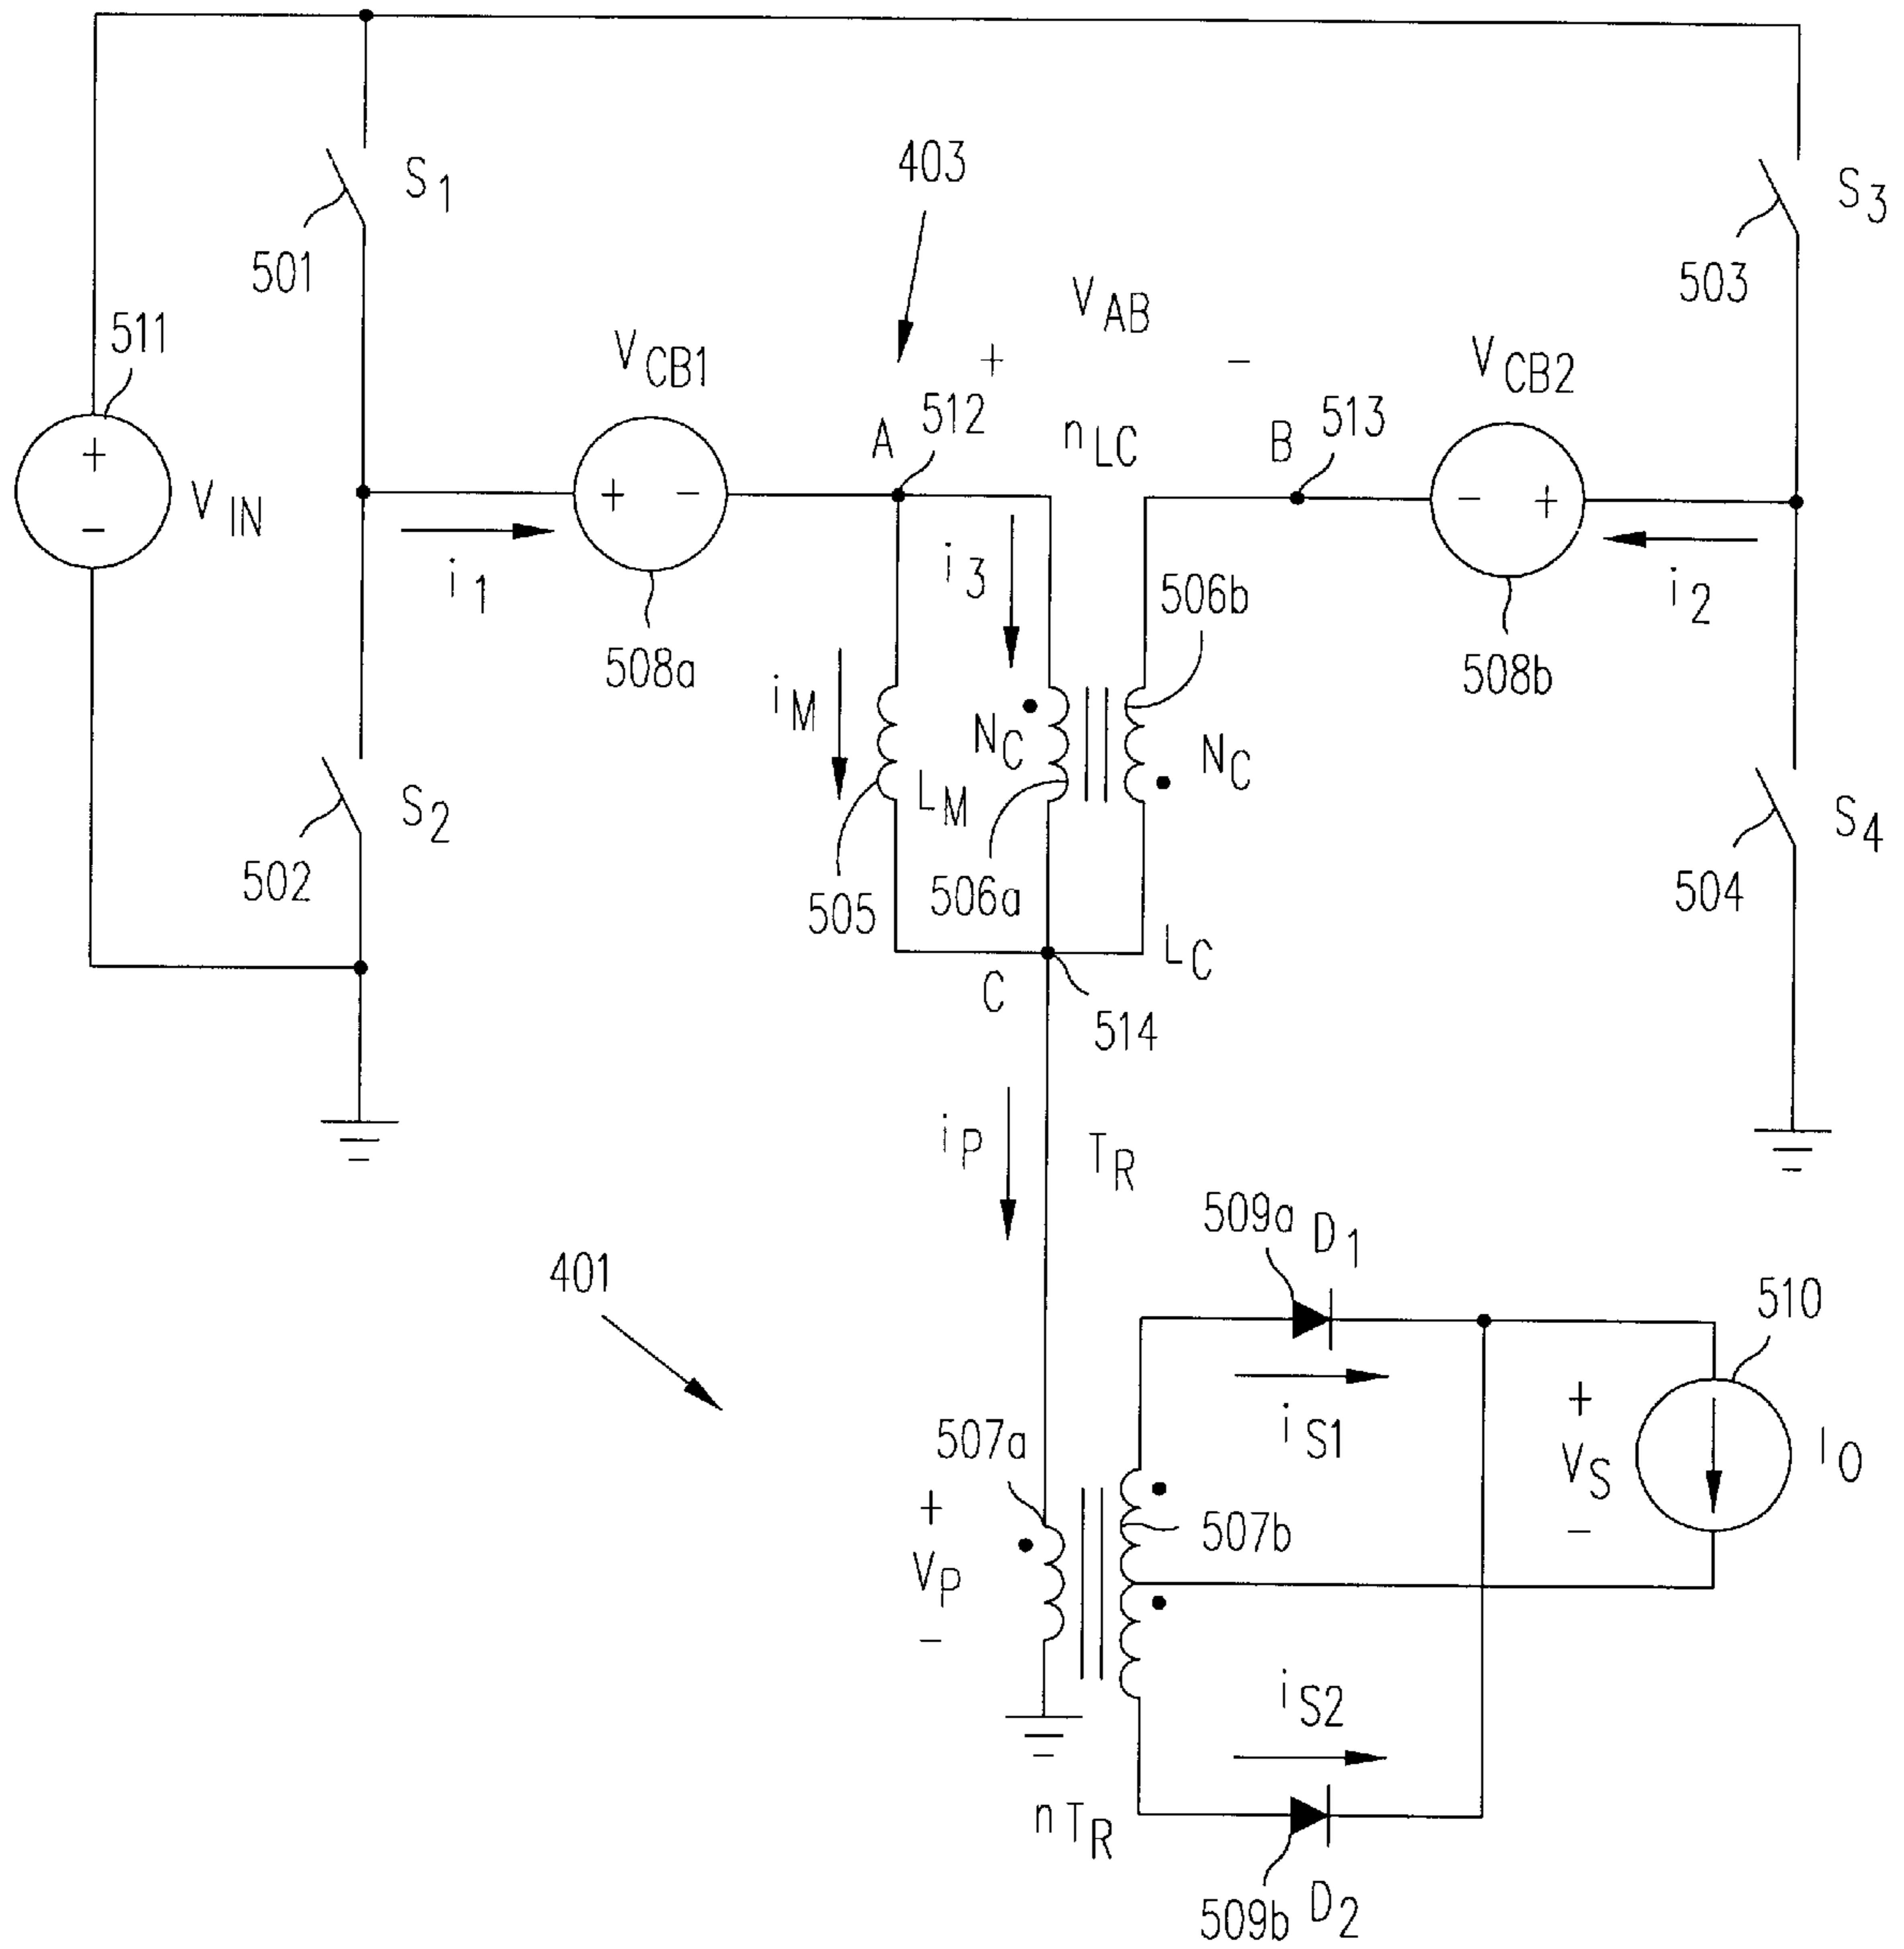 S1
403
S3
501
503
VAB
511
VCB1
+
-
VCB2
A
512
nLC
B
513
+
-
VIN
+ -
- +
i1
i3
506b
i2
508a
508b
iM
NC
NC
LM
S2
S4
502
505
506a
504
LC
C
514
iP
TR
509a
D1
401
510
iS1
+
VS
-
IO
507a
+
VP
-
507b
iS2
nTR
509b
D2